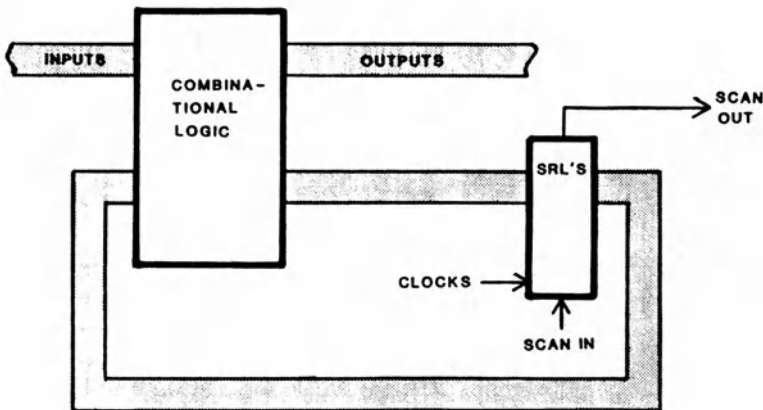 INPUTS
OUTPUTS
COMBINA-
TIONAL
LOGIC
SCAN
OUT
SRL'S
CLOCKS
SCAN IN